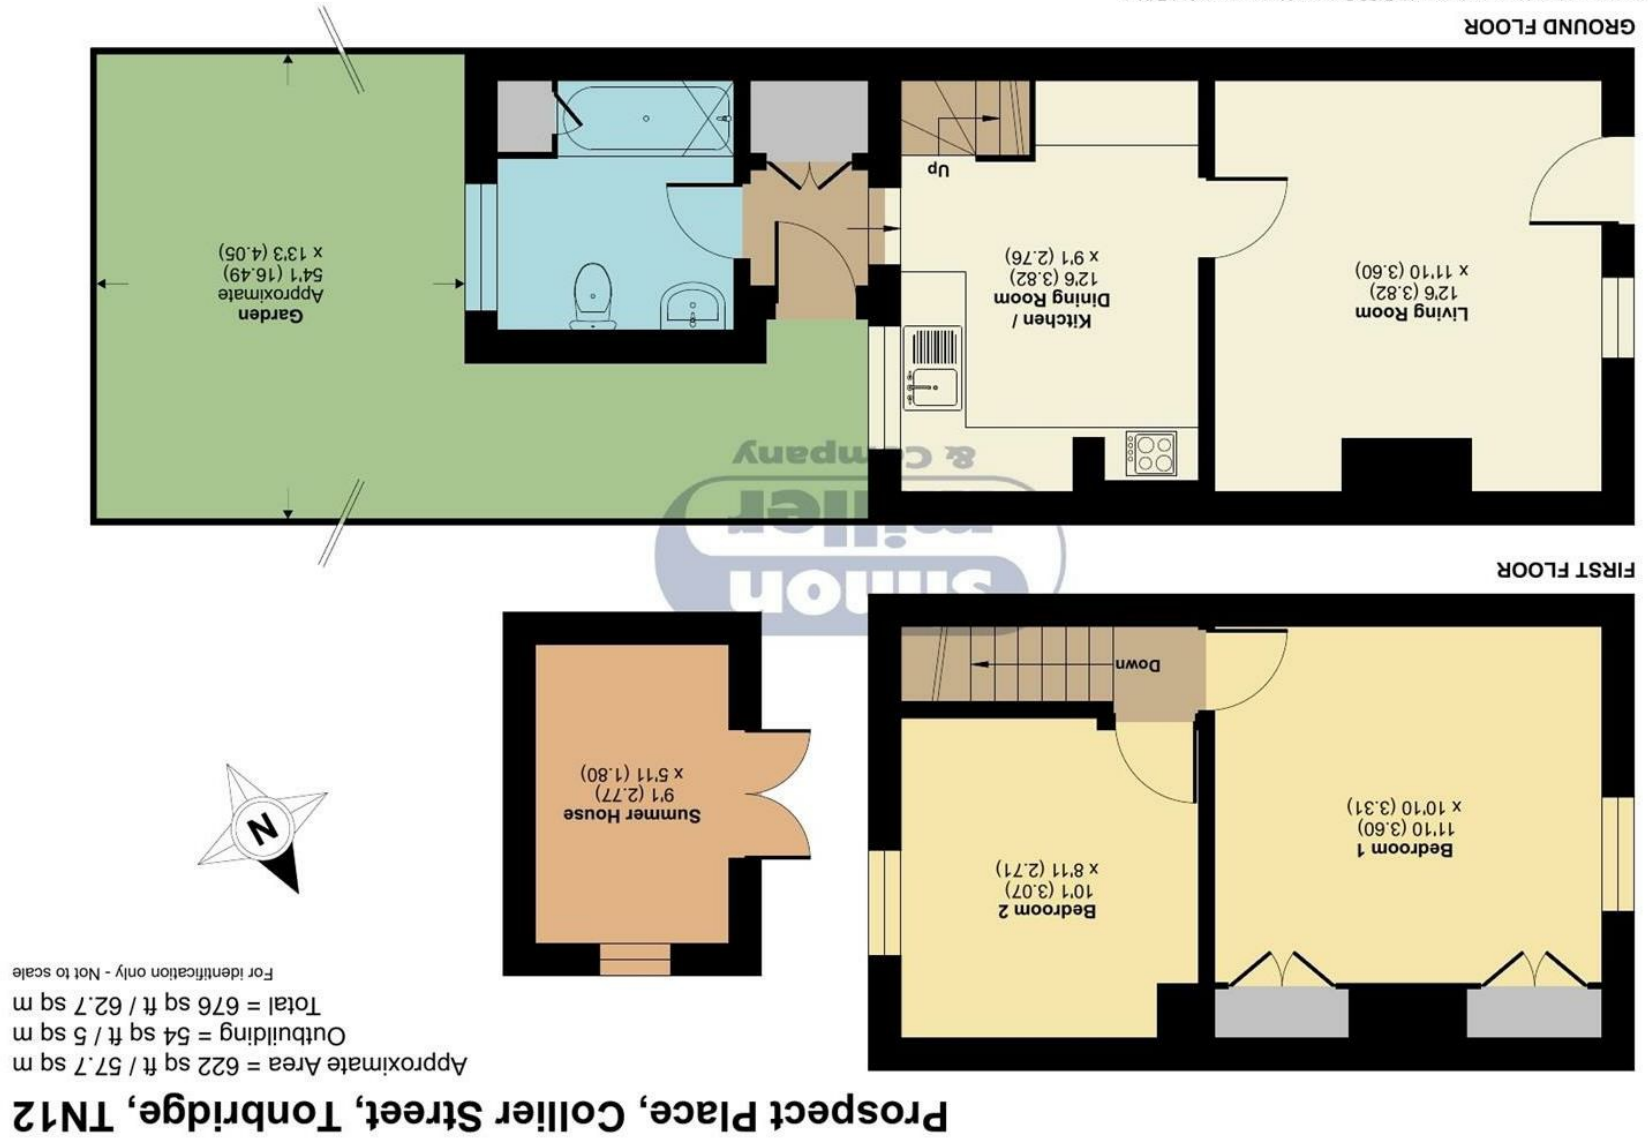 Prospect Place, Collier Street, Tonbridge, TN12
Approximate Area = 622 sq ft / 57.7 sq m
Outbuilding = 54 sq ft / 5 sq m
Total = 676 sq ft / 62.7 sq m
For identification only - Not to scale
N
Bedroom 1
11'10 (3.60)
x 10'10 (3.31)
Bedroom 2
10'1 (3.07)
x 8'11 (2.71)
Down
Summer House
9'1 (2.77)
x 5'11 (1.80)
FIRST FLOOR
simon
miller
& Company
Living Room
12'6 (3.82)
x 11'10 (3.60)
Kitchen /
Dining Room
12'6 (3.82)
x 9'1 (2.76)
Up
Garden
Approximate
54'1 (16.49)
x 13'3 (4.05)
GROUND FLOOR